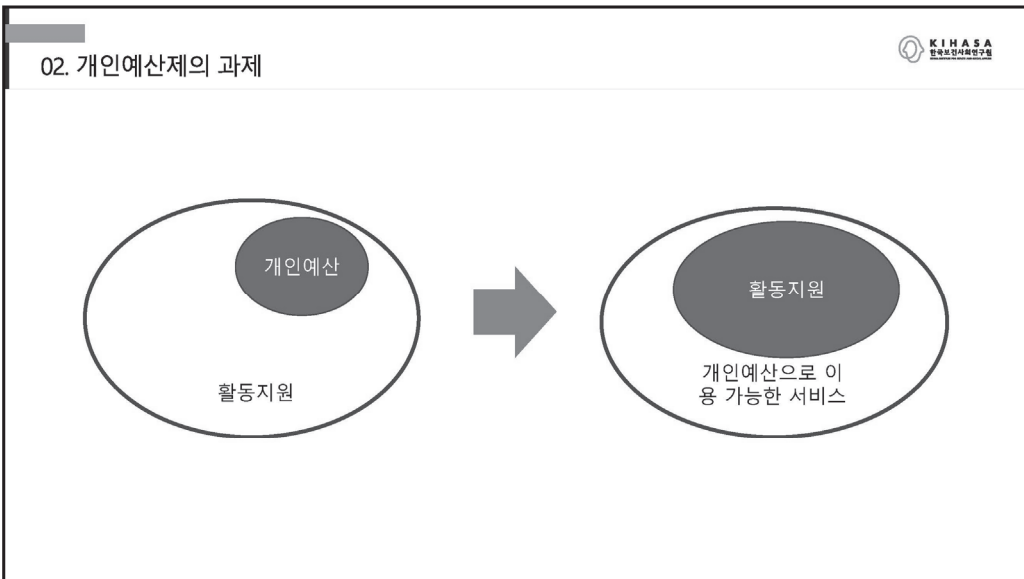 02. 개인예산제의 과제
KIHASA
한국보건사회연구원
개인예산
활동지원
활동지원
개인예산으로 이
용 가능한 서비스